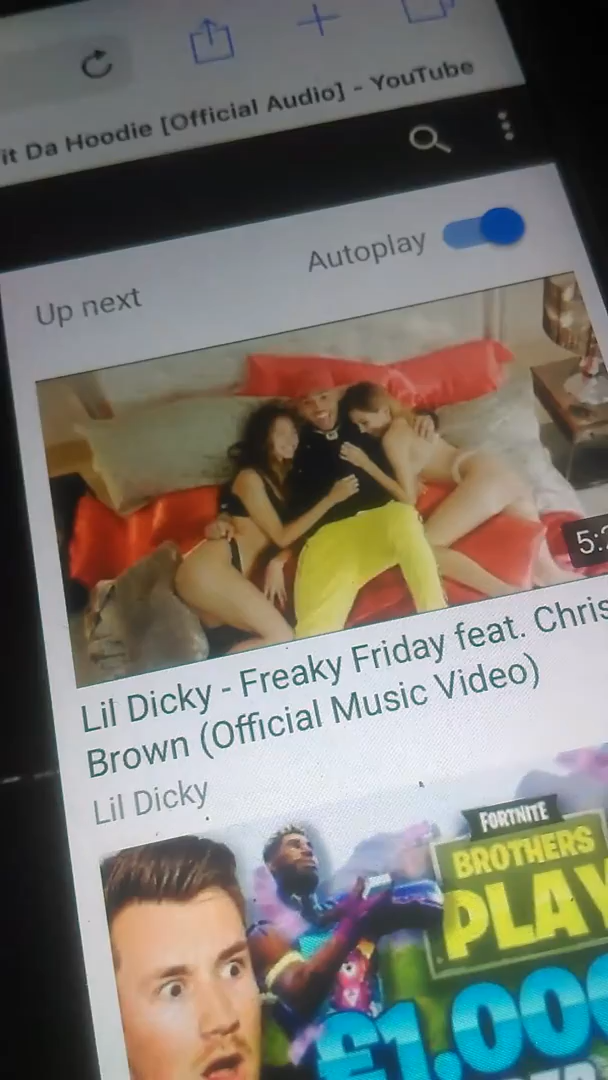 it Da Hoodie [Official Audio] - YouTube
Autoplay
Up next
5:2
Lil Dicky - Freaky Friday feat. Chris
Brown (Official Music Video)
Lil Dicky
FORTNITE
BROTHERS
PLAY
£1,000